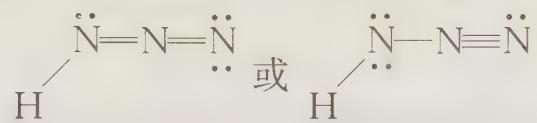 N=N=N 或 N—N≡N
H H